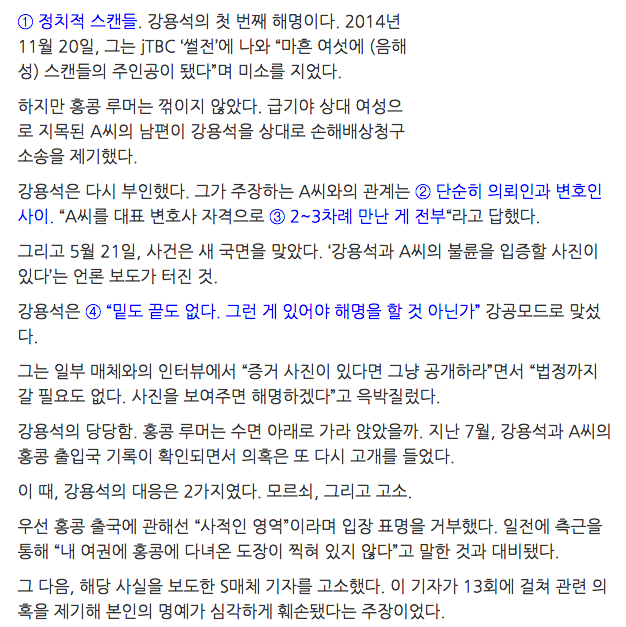 ① 정치적 스캔들. 강용석의 첫 번째 해명이다. 2014년
11월 20일, 그는 jTBC ‘썰전’에 나와 “마흔 여섯에 (음해
성) 스캔들의 주인공이 됐다”며 미소를 지었다.
하지만 홍콩 루머는 꺾이지 않았다. 급기야 상대 여성으
로 지목된 A씨의 남편이 강용석을 상대로 손해배상청구
소송을 제기했다.
강용석은 다시 부인했다. 그가 주장하는 A씨와의 관계는 ② 단순히 의뢰인과 변호인
사이. “A씨를 대표 변호사 자격으로 ③ 2~3차례 만난 게 전부“라고 답했다.
그리고 5월 21일, 사건은 새 국면을 맞았다. ‘강용석과 A씨의 불륜을 입증할 사진이
있다’는 언론 보도가 터진 것.
강용석은 ④ “밑도 끝도 없다. 그런 게 있어야 해명을 할 것 아닌가” 강공모드로 맞섰
다.
그는 일부 매체와의 인터뷰에서 “증거 사진이 있다면 그냥 공개하라”면서 “법정까지
갈 필요도 없다. 사진을 보여주면 해명하겠다”고 윽박질렀다.
강용석의 당당함. 홍콩 루머는 수면 아래로 가라 앉았을까. 지난 7월, 강용석과 A씨의
홍콩 출입국 기록이 확인되면서 의혹은 또 다시 고개를 들었다.
이 때, 강용석의 대응은 2가지였다. 모르쇠, 그리고 고소.
우선 홍콩 출국에 관해선 “사적인 영역”이라며 입장 표명을 거부했다. 일전에 측근을
통해 “내 여권에 홍콩에 다녀온 도장이 찍혀 있지 않다”고 말한 것과 대비됐다.
그 다음, 해당 사실을 보도한 S매체 기자를 고소했다. 이 기자가 13회에 걸쳐 관련 의
혹을 제기해 본인의 명예가 심각하게 훼손됐다는 주장이었다.